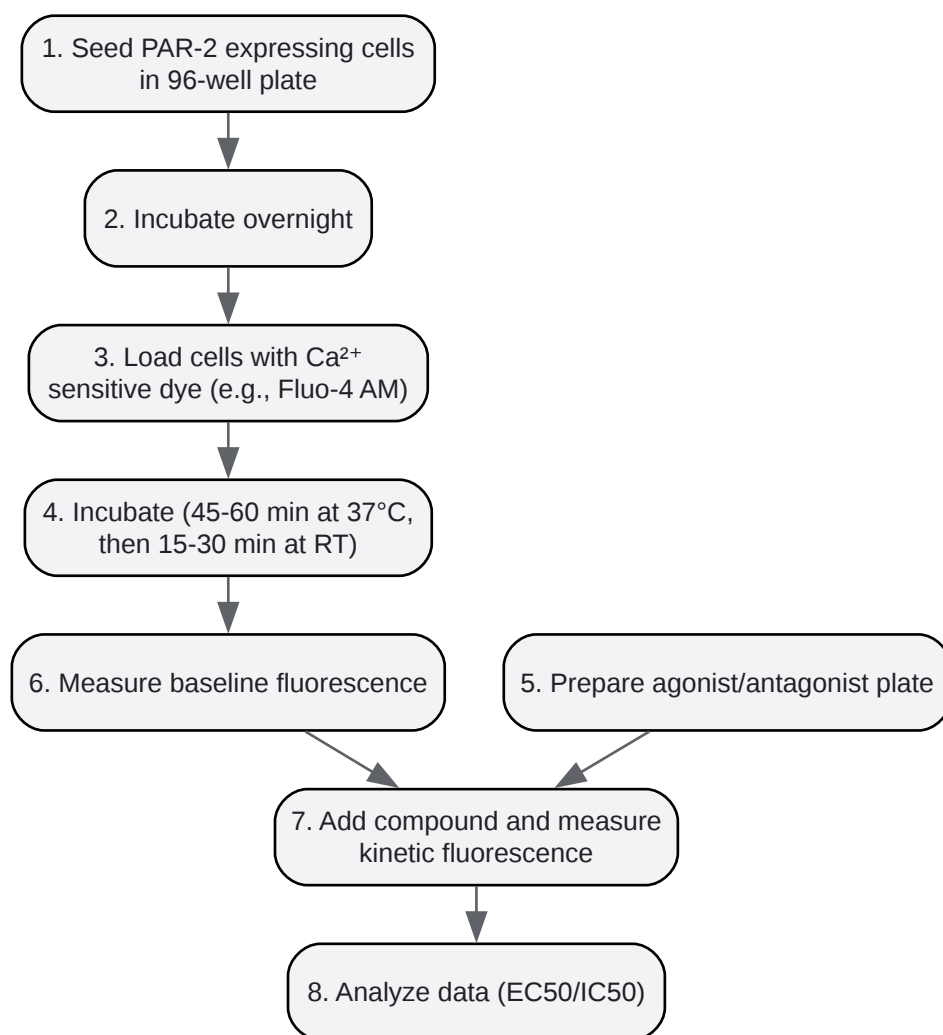 1. Seed PAR-2 expressing cells
in 96-well plate
2. Incubate overnight
3. Load cells with Ca²⁺
sensitive dye (e.g., Fluo-4 AM)
4. Incubate (45-60 min at 37°C,
then 15-30 min at RT)
6. Measure baseline fluorescence
5. Prepare agonist/antagonist plate
7. Add compound and measure
kinetic fluorescence
8. Analyze data (EC50/IC50)